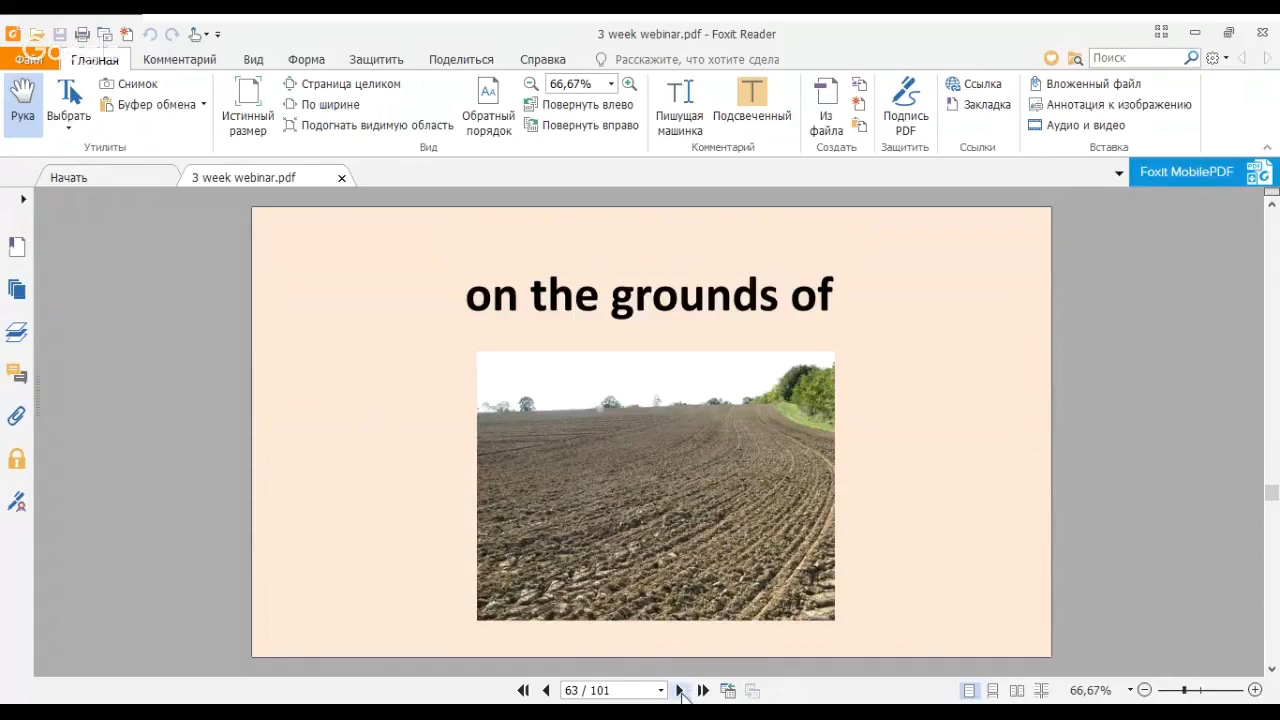 3 week webinar.pdf - Foxit Reader
Google
Файл
Главная
Комментарий
Вид
Форма
Защитить
Поделиться
Справка
Расскажите, что хотите сдела
Поиск
Рука
Выбрать
Снимок
Буфер обмена
Утилиты
Истинный
размер
Страница целиком
По ширине
Подогнать видимую область
Обратный
порядок
66,67%
Повернуть влево
Повернуть вправо
Вид
Пишущая
машинка
Подсвеченный
Комментарий
Из
файла
Создать
Подпись
PDF
Защитить
Ссылка
Закладка
Ссылки
Вложенный файл
Аннотация к изображению
Аудио и видео
Вставка
Начать
3 week webinar.pdf
Foxit MobilePDF
on the grounds of
63 / 101
66,67%